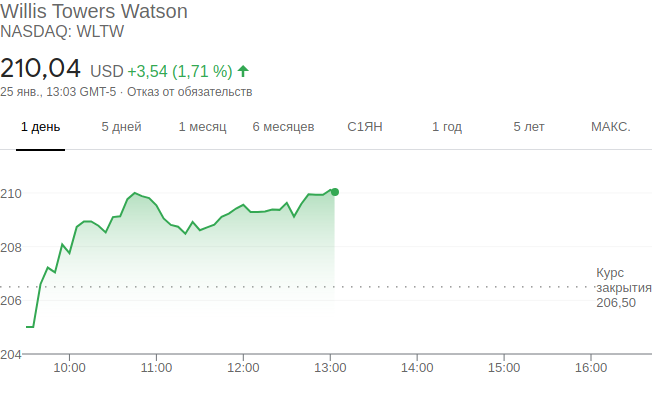 Willis Towers Watson
NASDAQ: WLTW
210,04 USD +3,54 (1,71 %)
25 янв., 13:03 GMT-5 · Отказ от обязательств
1 день 5 дней 1 месяц 6 месяцев С1ЯН 1 год 5 лет МАКС.
210
208
Курс
закрытия
206,50
206
204
10:00 11:00 12:00 13:00 14:00 15:00 16:00